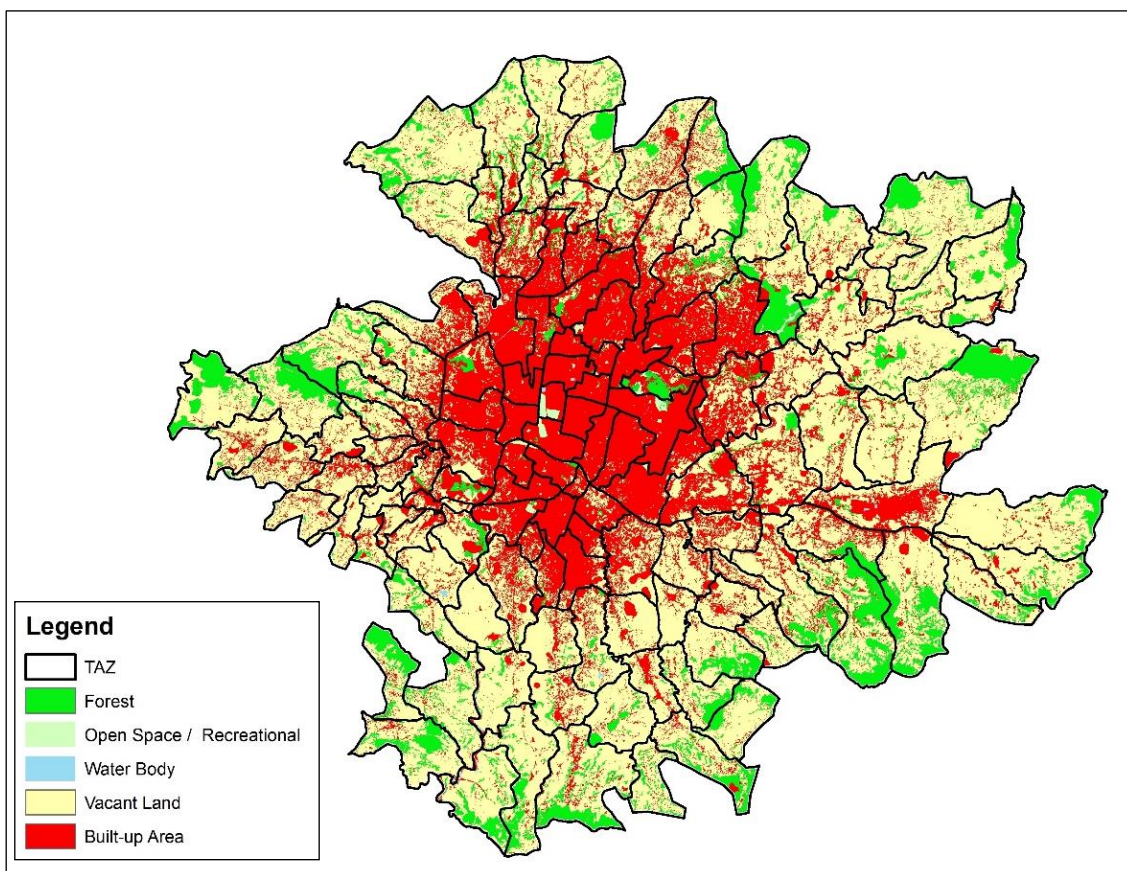 Legend
TAZ
Forest
Open Space /  Recreational
Water Body
Vacant Land
Built-up Area